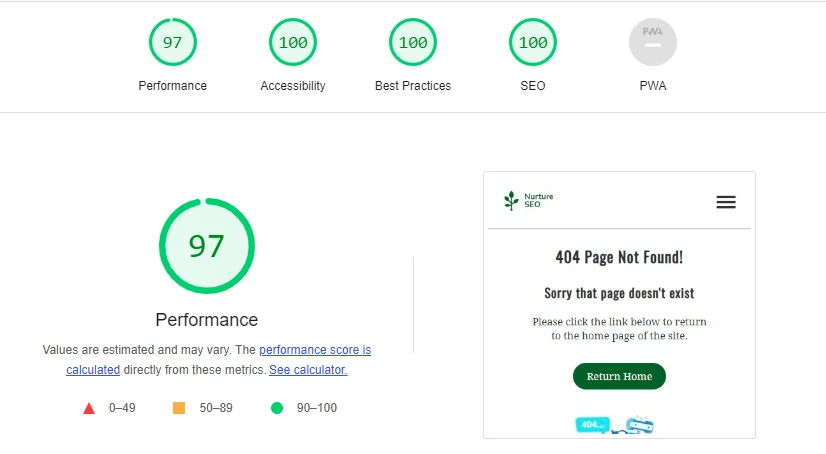 97
100
100
100
PWA
Performance
Accessibility
Best Practices
SEO
PWA
97
Performance
Values are estimated and may vary. The performance score is
calculated directly from these metrics. See calculator.
0–49
50–89
90–100
Nurture
SEO
404 Page Not Found!
Sorry that page doesn't exist
Please click the link below to return
to the home page of the site.
Return Home
404...